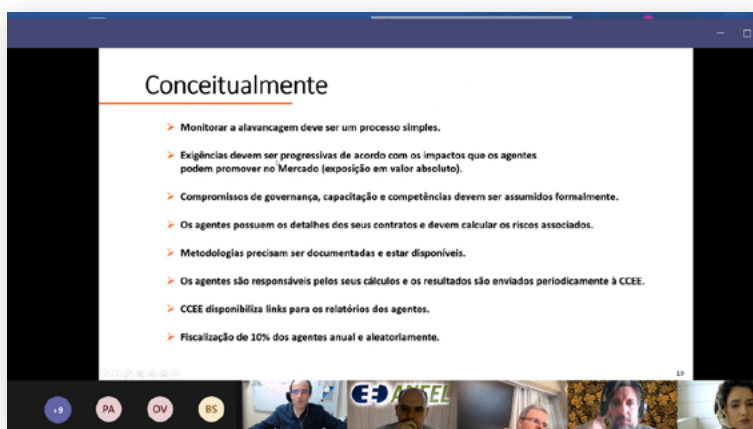 Conceitualmente
➤ Monitorar a alavancagem deve ser um processo simples.
➤ Exigências devem ser progressivas de acordo com os impactos que os agentes
podem promover no Mercado (exposição em valor absoluto).
➤ Compromissos de governança, capacitação e competências devem ser assumidos formalmente.
➤ Os agentes possuem os detalhes dos seus contratos e devem calcular os riscos associados.
➤ Metodologias precisam ser documentadas e estar disponíveis.
➤ Os agentes são responsáveis pelos seus cálculos e os resultados são enviados periodicamente à CCEE.
➤ CCEE disponibiliza links para os relatórios dos agentes.
➤ Fiscalização de 10% dos agentes anual e aleatoriamente.
19
+9
PA
OV
BS